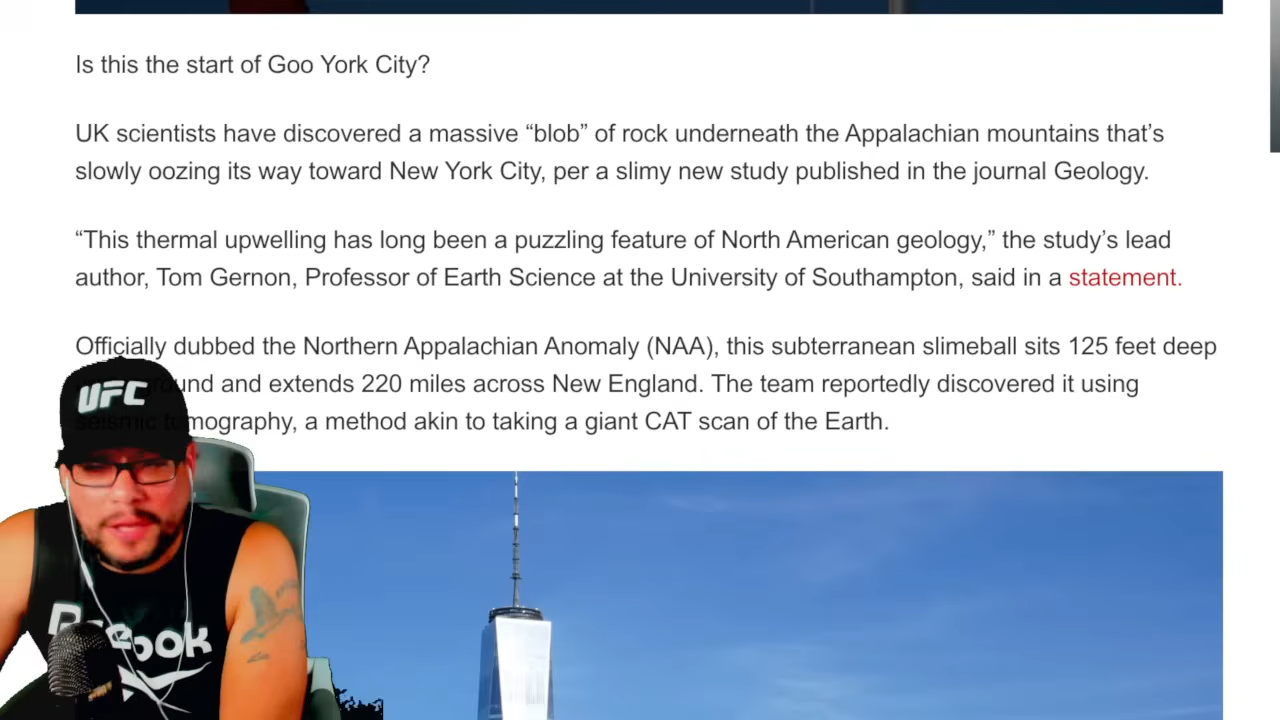 Is this the start of Goo York City?
UK scientists have discovered a massive “blob” of rock underneath the Appalachian mountains that’s
slowly oozing its way toward New York City, per a slimy new study published in the journal Geology.
“This thermal upwelling has long been a puzzling feature of North American geology,” the study’s lead
author, Tom Gernon, Professor of Earth Science at the University of Southampton, said in a statement.
Officially dubbed the Northern Appalachian Anomaly (NAA), this subterranean slimeball sits 125 feet deep
and extends 220 miles across New England. The team reportedly discovered it using
seismic tomography, a method akin to taking a giant CAT scan of the Earth.
UFC
Reebok